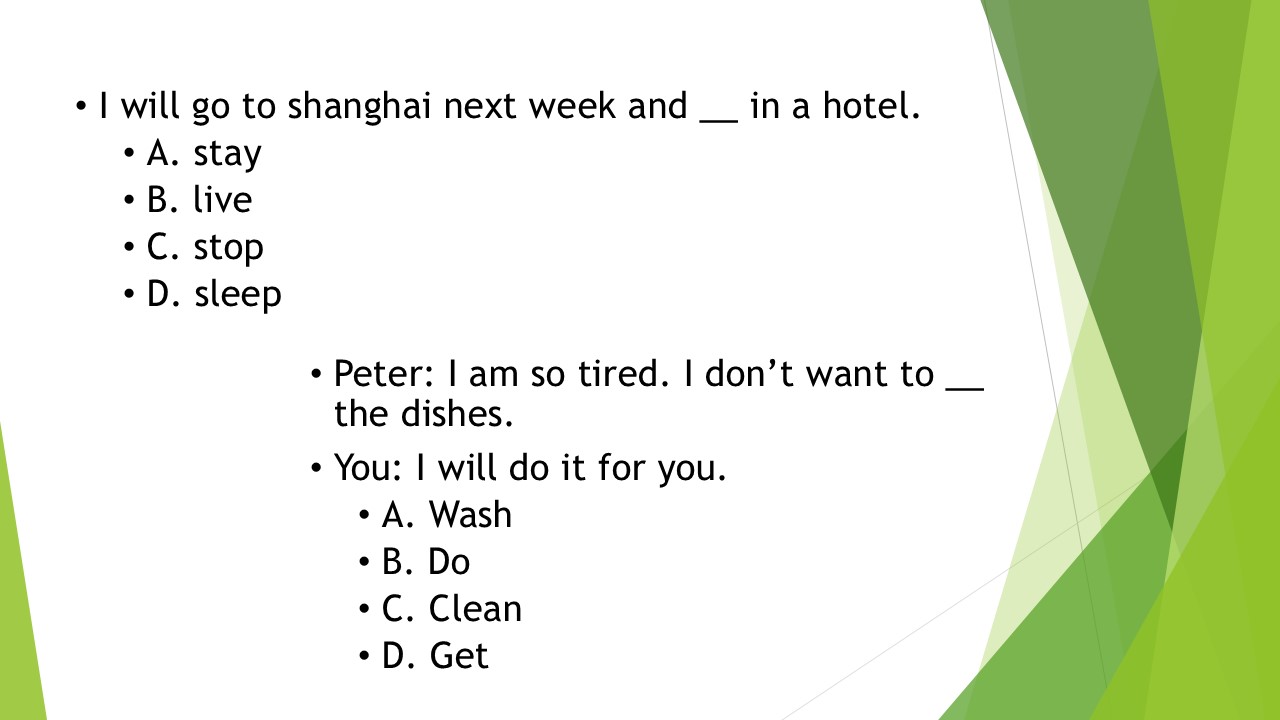 • I will go to shanghai next week and __ in a hotel.
• A. stay
• B. live
• C. stop
• D. sleep
• Peter: I am so tired. I don’t want to __
the dishes.
• You: I will do it for you.
• A. Wash
• B. Do
• C. Clean
• D. Get